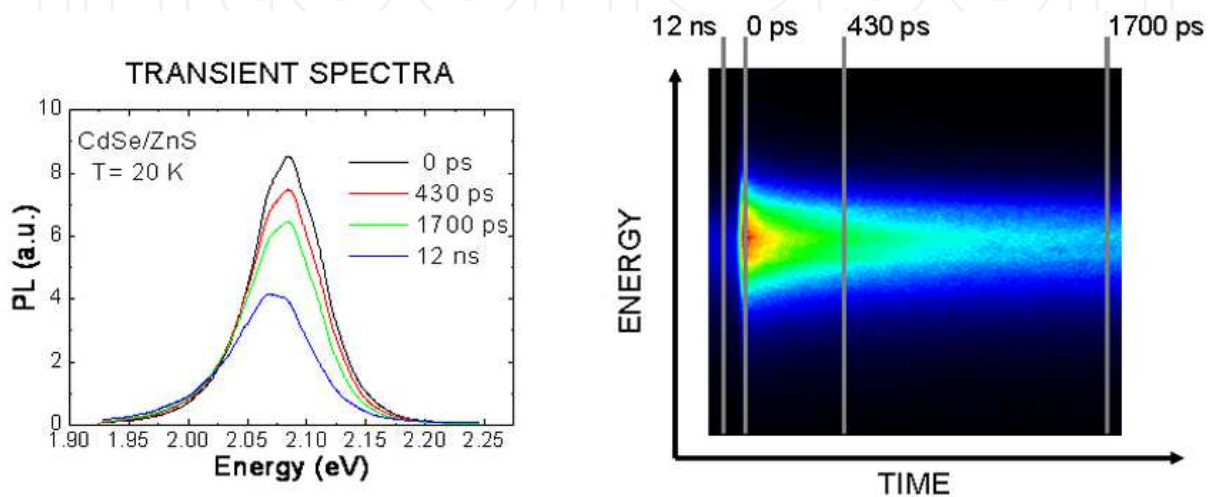 TRANSIENT SPECTRA
10
8
6
4
2
0
PL (a.u.)
CdSe/ZnS
T= 20 K
0 ps
430 ps
1700 ps
12 ns
1.90 1.95 2.00 2.05 2.10 2.15 2.20 2.25
Energy (eV)
12 ns 0 ps 430 ps 1700 ps
ENERGY
TIME